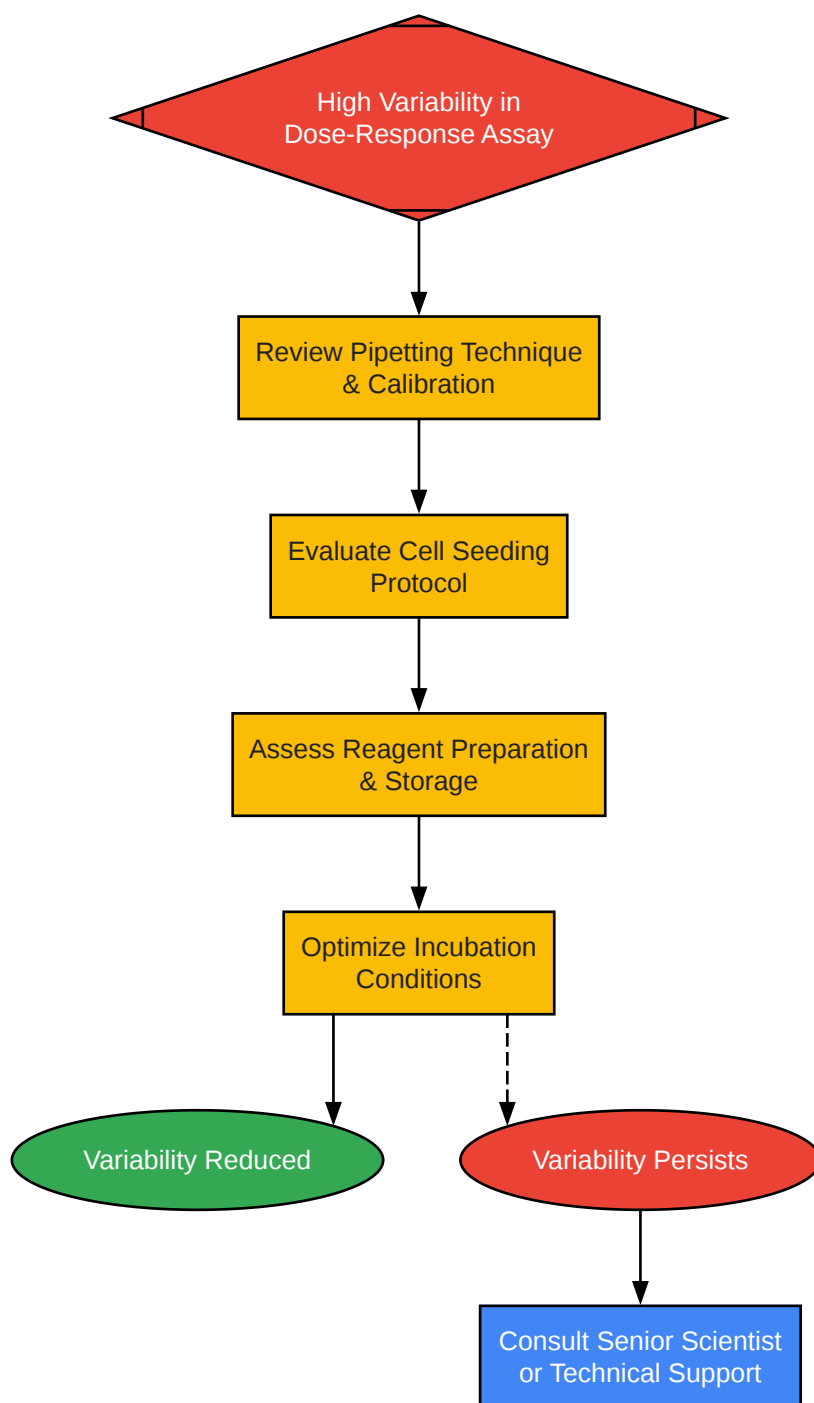 High Variability in
Dose-Response Assay
Review Pipetting Technique
& Calibration
Evaluate Cell Seeding
Protocol
Assess Reagent Preparation
& Storage
Optimize Incubation
Conditions
Variability Reduced
Variability Persists
Consult Senior Scientist
or Technical Support